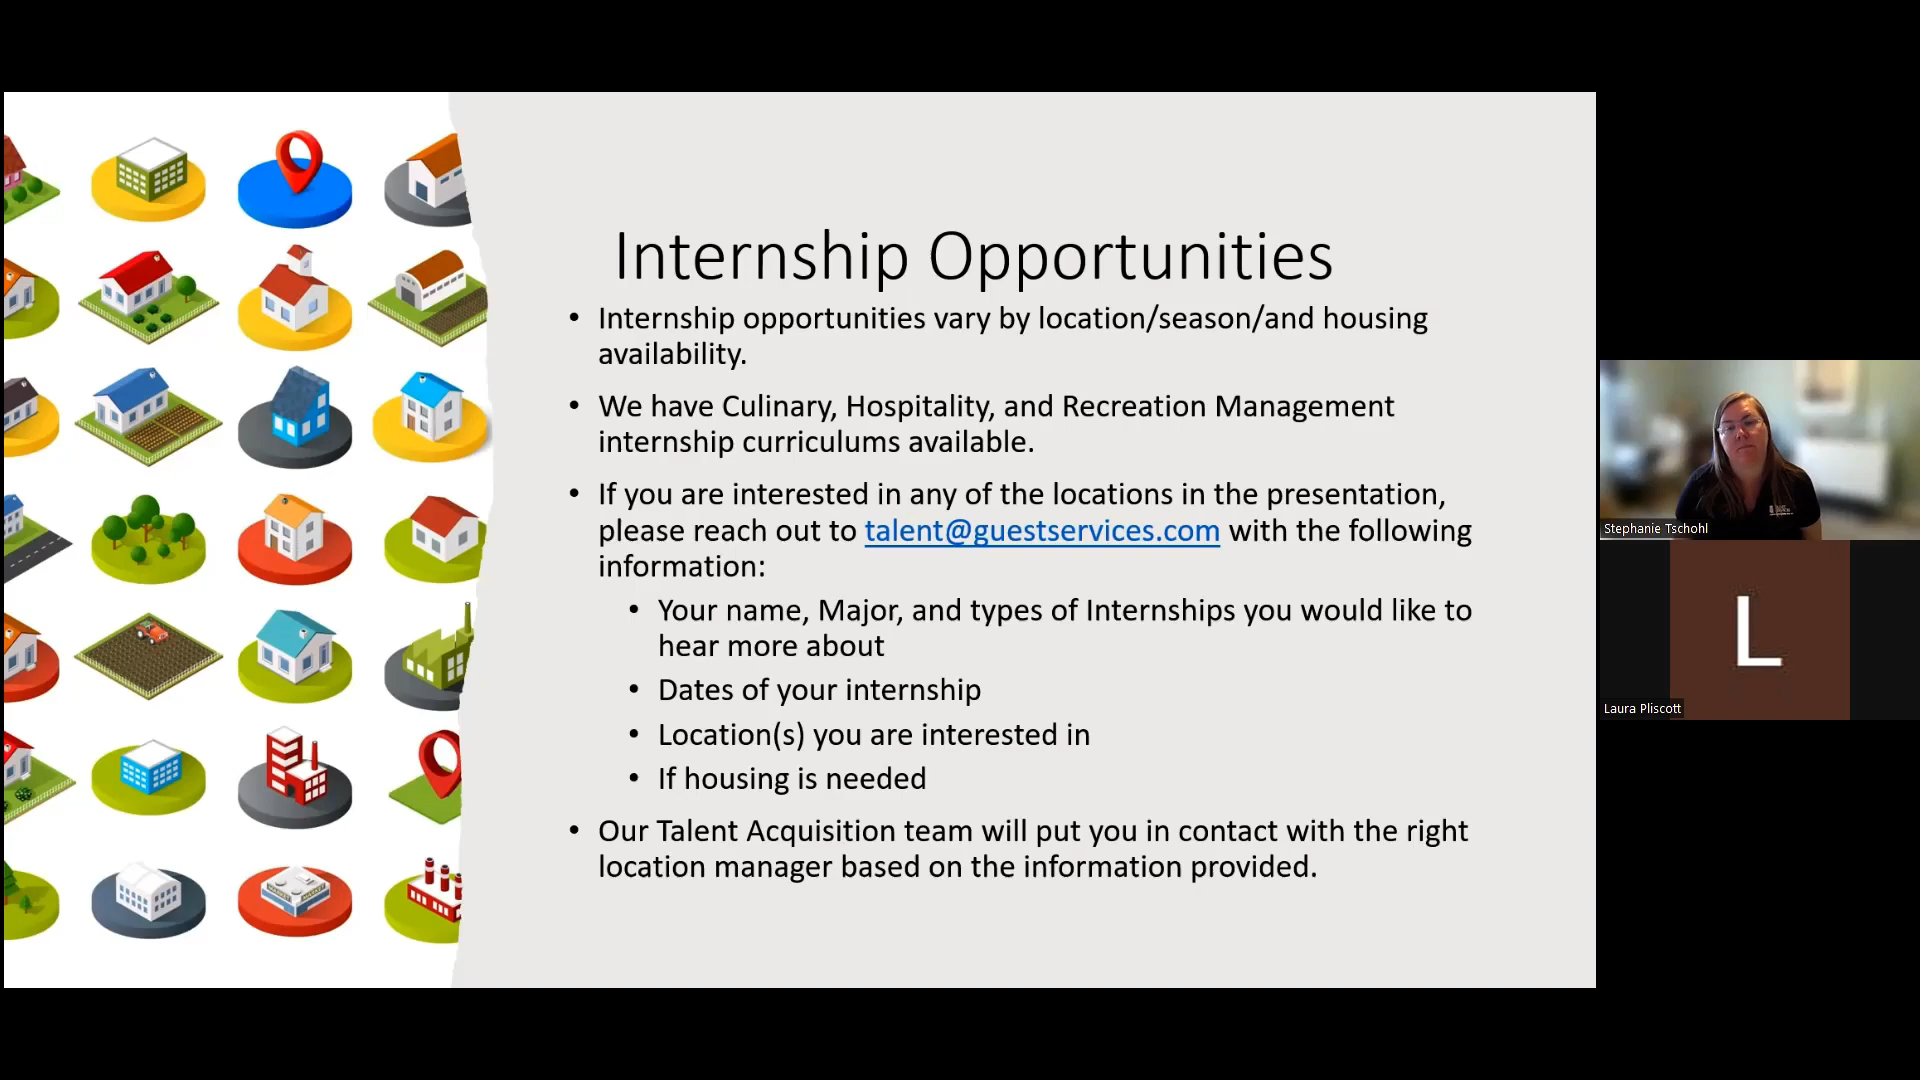 Internship Opportunities
• Internship opportunities vary by location/season/and housing
availability.
• We have Culinary, Hospitality, and Recreation Management
internship curriculums available.
• If you are interested in any of the locations in the presentation,
please reach out to talent@guestservices.com with the following
information:
• Your name, Major, and types of Internships you would like to
hear more about
• Dates of your internship
• Location(s) you are interested in
• If housing is needed
• Our Talent Acquisition team will put you in contact with the right
location manager based on the information provided.
Stephanie Tschohl
L
Laura Pliscott